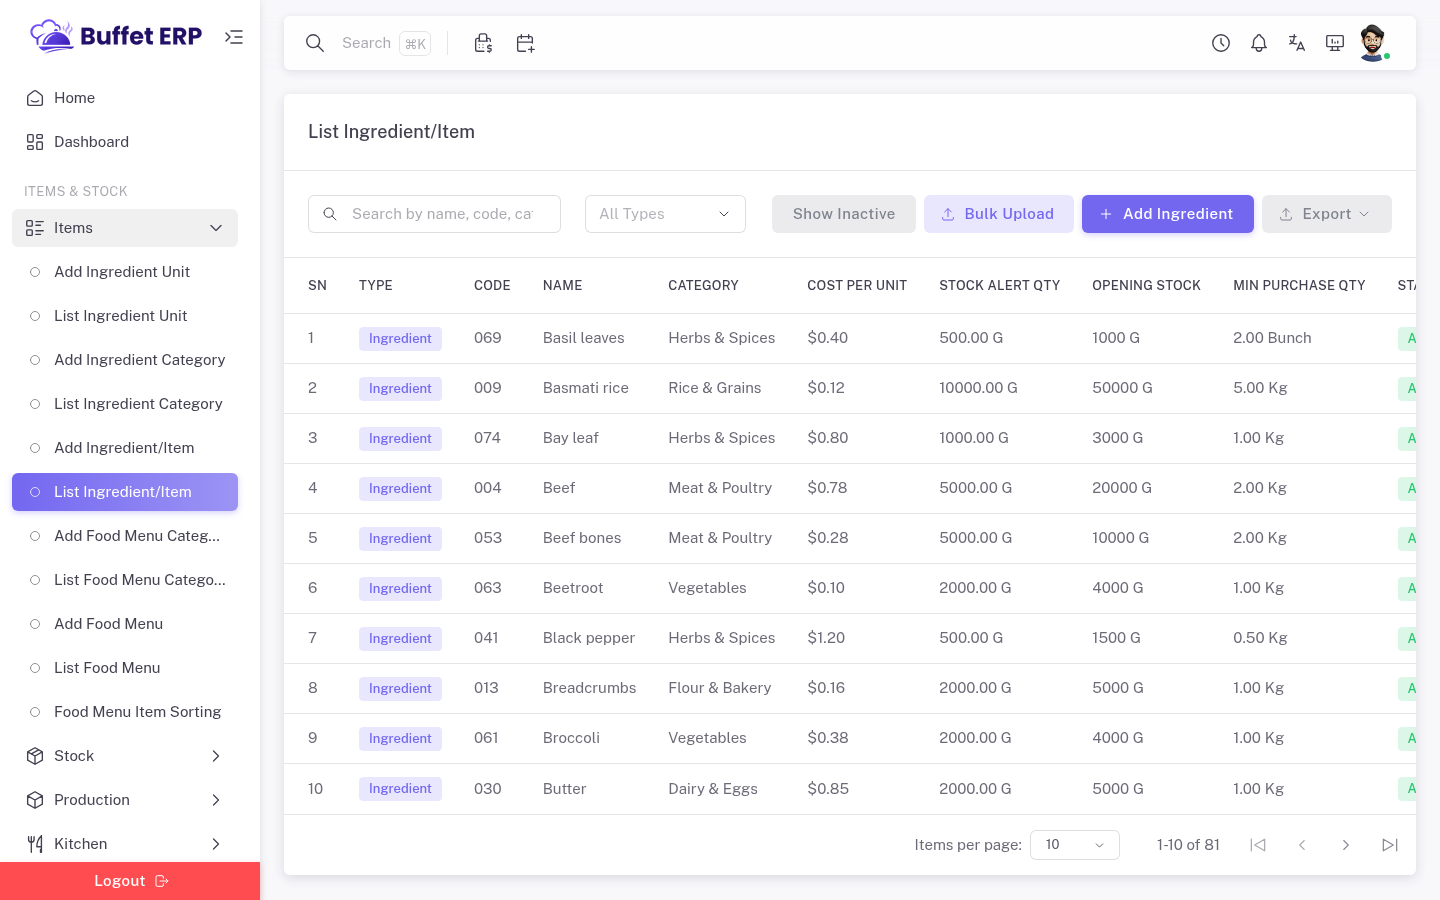 Buffet ERP
Search ⌘K
Home
Dashboard
ITEMS & STOCK
Items
Add Ingredient Unit
List Ingredient Unit
Add Ingredient Category
List Ingredient Category
Add Ingredient/Item
List Ingredient/Item
Add Food Menu Categ...
List Food Menu Catego...
Add Food Menu
List Food Menu
Food Menu Item Sorting
Stock
Production
Kitchen
Logout
List Ingredient/Item
Search by name, code, cat
All Types
Show Inactive
Bulk Upload
Add Ingredient
Export
SN TYPE CODE NAME CATEGORY COST PER UNIT STOCK ALERT QTY OPENING STOCK MIN PURCHASE QTY STA
1 Ingredient 069 Basil leaves Herbs & Spices $0.40 500.00 G 1000 G 2.00 Bunch A
2 Ingredient 009 Basmati rice Rice & Grains $0.12 10000.00 G 50000 G 5.00 Kg A
3 Ingredient 074 Bay leaf Herbs & Spices $0.80 1000.00 G 3000 G 1.00 Kg A
4 Ingredient 004 Beef Meat & Poultry $0.78 5000.00 G 20000 G 2.00 Kg A
5 Ingredient 053 Beef bones Meat & Poultry $0.28 5000.00 G 10000 G 2.00 Kg A
6 Ingredient 063 Beetroot Vegetables $0.10 2000.00 G 4000 G 1.00 Kg A
7 Ingredient 041 Black pepper Herbs & Spices $1.20 500.00 G 1500 G 0.50 Kg A
8 Ingredient 013 Breadcrumbs Flour & Bakery $0.16 2000.00 G 5000 G 1.00 Kg A
9 Ingredient 061 Broccoli Vegetables $0.38 2000.00 G 4000 G 1.00 Kg A
10 Ingredient 030 Butter Dairy & Eggs $0.85 2000.00 G 5000 G 1.00 Kg A
Items per page: 10 1-10 of 81